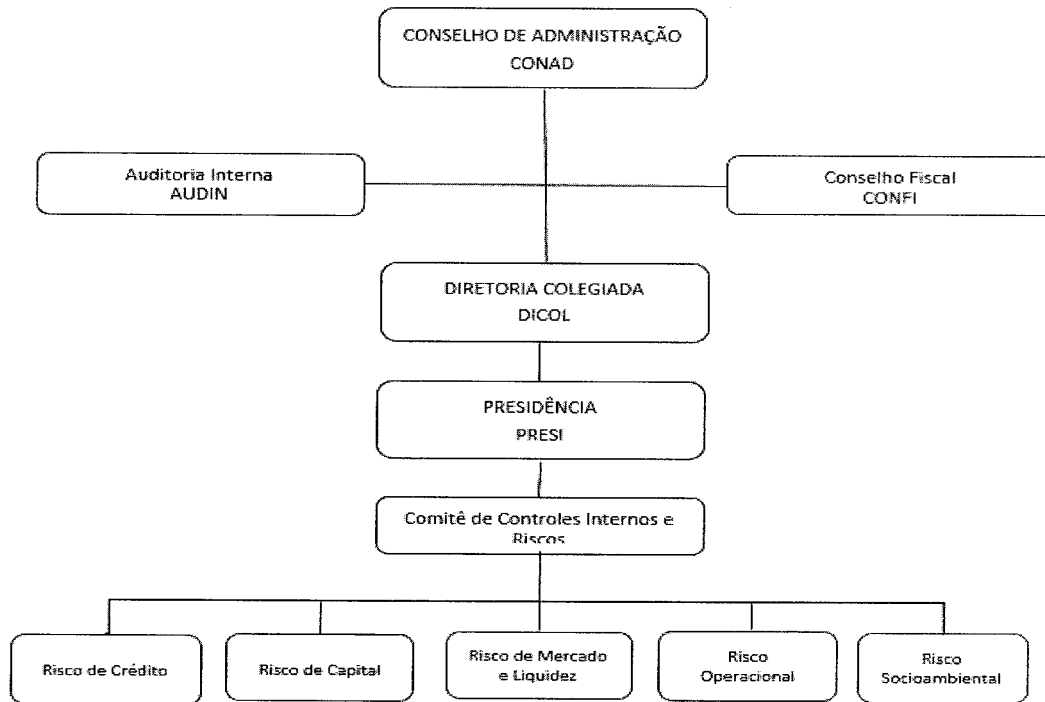 CONSELHO DE ADMINISTRAÇÃO
CONAD
Auditoria Interna
AUDIN
Conselho Fiscal
CONFI
DIRETORIA COLEGIADA
DICOL
PRESIDÊNCIA
PRESI
Comitê de Controles Internos e
Riscos
Risco de Crédito
Risco de Capital
Risco de Mercado
e Liquidez
Risco
Operacional
Risco
Socioambiental